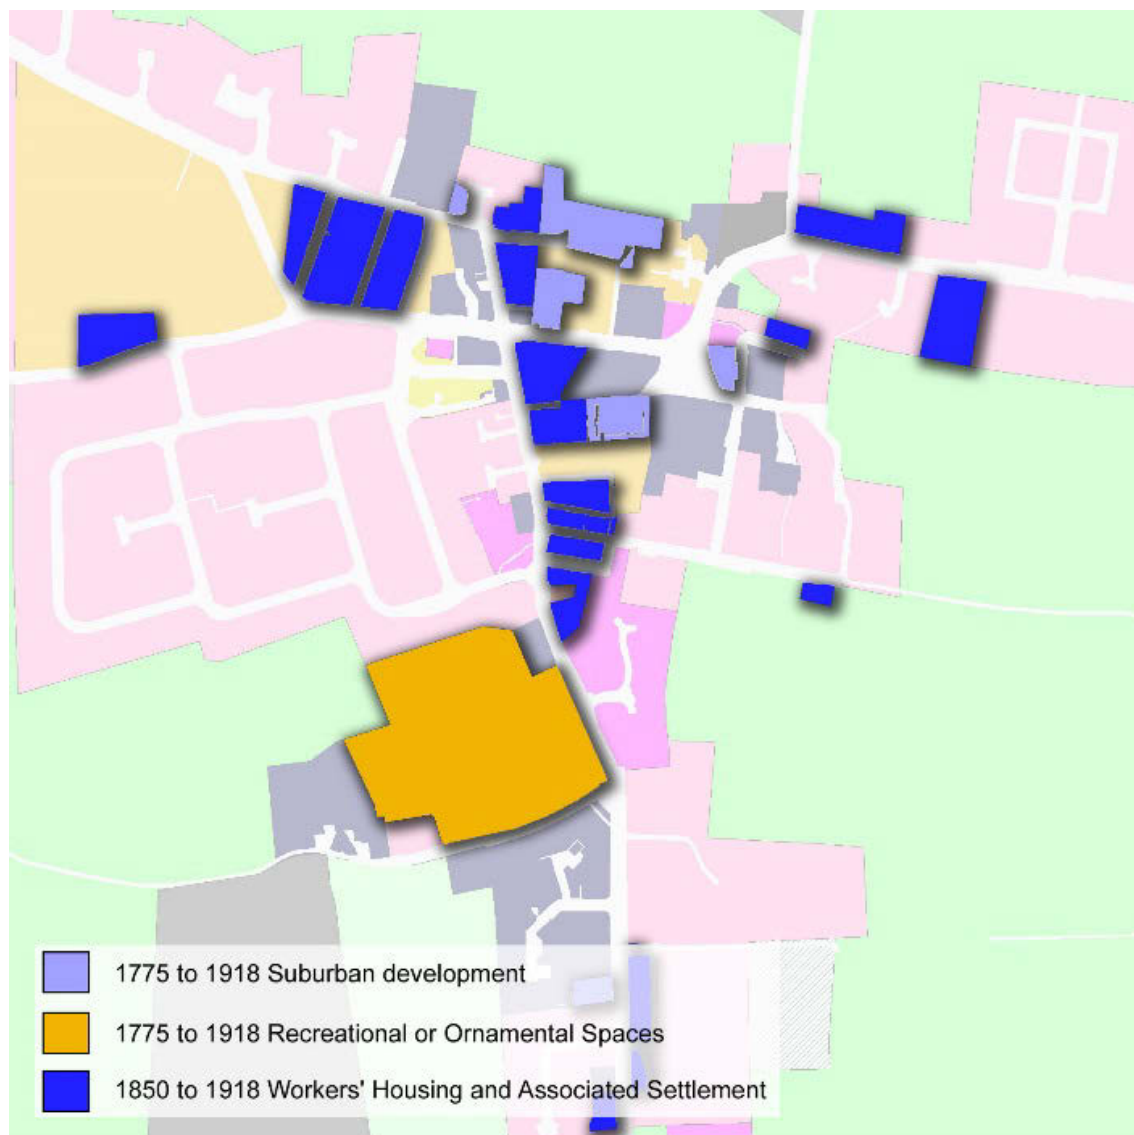 1775 to 1918 Suburban development
1775 to 1918 Recreational or Ornamental Spaces
1850 to 1918 Workers' Housing and Associated Settlement